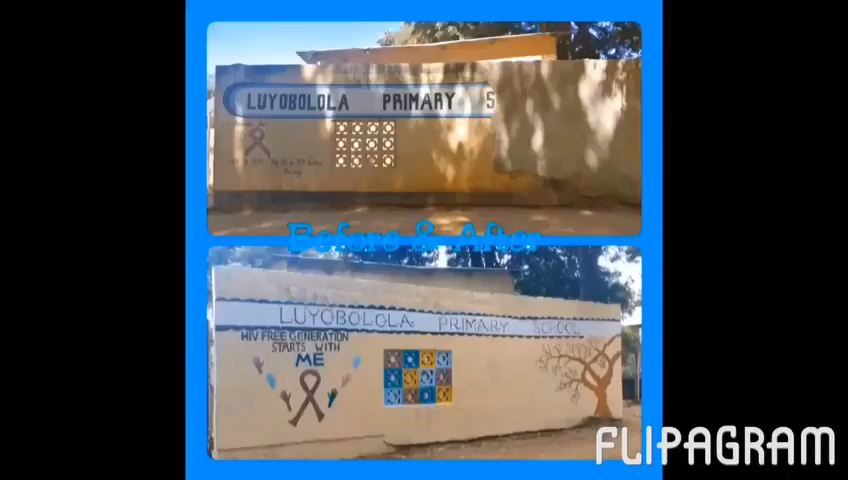 LUYOBOLOLA PRIMARY S
Before & After
LUYOBOLOLA PRIMARY SCHOOL
HIV FREE GENERATION
STARTS WITH
ME
FLIPAGRAM